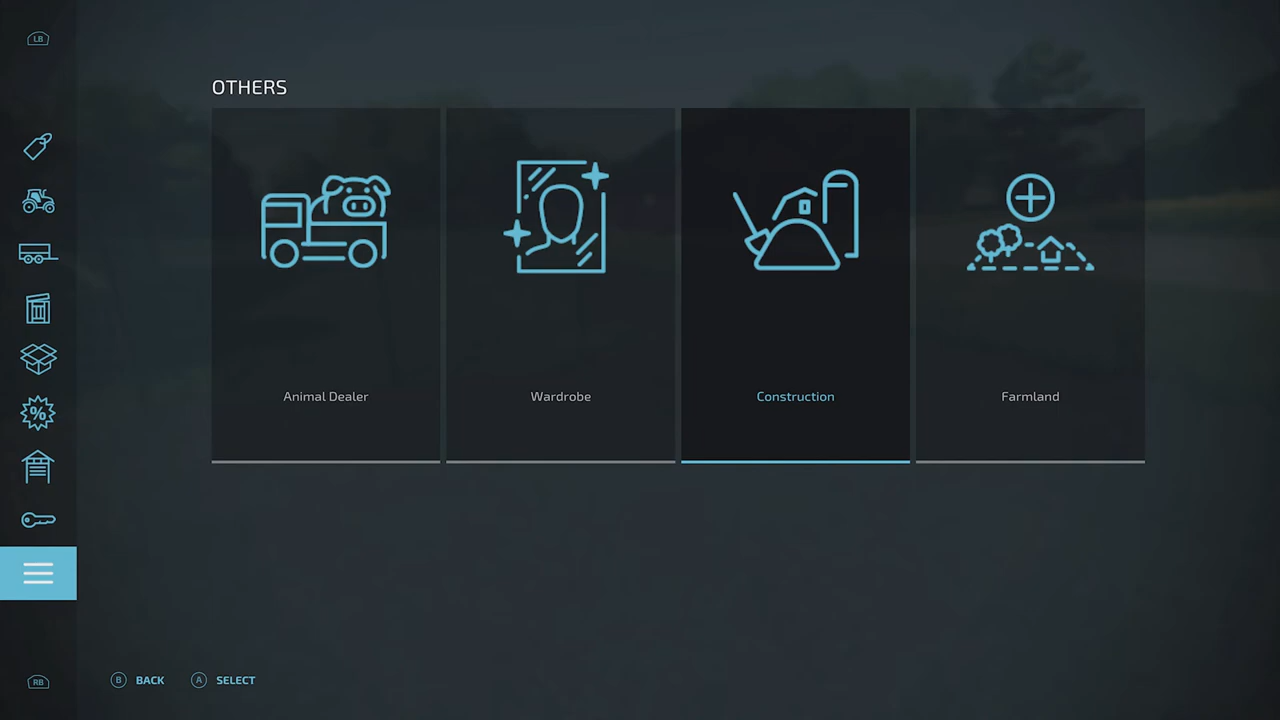 LB
OTHERS
Animal Dealer
Wardrobe
Construction
Farmland
%
RB
B BACK
A SELECT